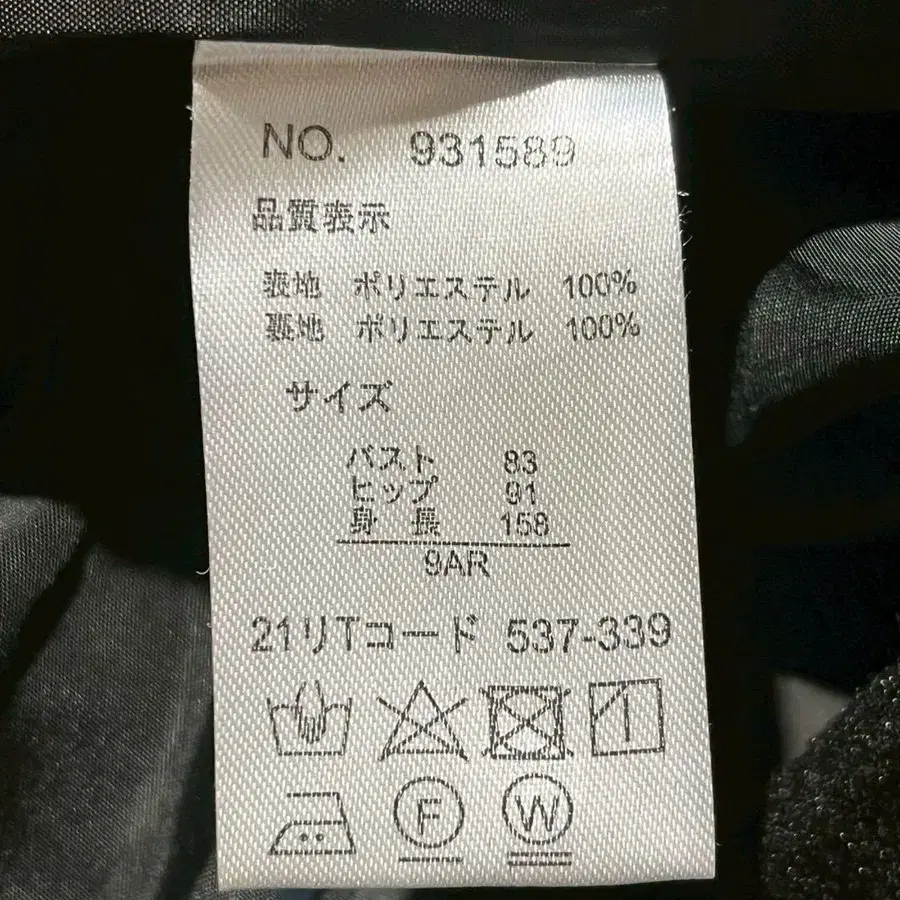 NO. 931589
品質表示
表地 ポリエステル 100%
裏地 ポリエステル 100%
サイズ
バスト 83
ヒップ 91
身長 158
9AR
21リTコード 537-339
F W